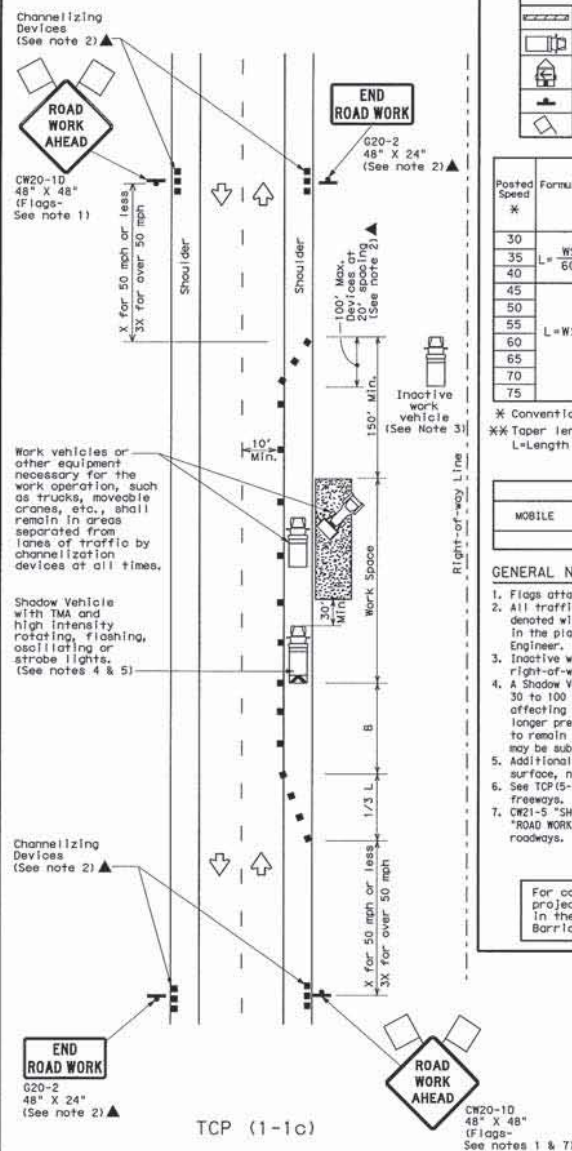 Channelizing
Devices
(See note 2)▲
ROAD
WORK
AHEAD
CW20-1D
48" X 48"
(Flags-
See note 1)
END
ROAD WORK
G20-2
48" X 24"
(See note 2)▲
X for 50 mph or less
3X for over 50 mph
Shoulder
Shoulder
100' Max.
Devices at
20' spacing
(See note 2)▲
150' Min.
Inactive
work
vehicle
(See Note 3)
Right-of-way Line
10'
Min.
Work vehicles or
other equipment
necessary for the
work operation, such
as trucks, moveable
cranes, etc., shall
remain in areas
separated from
lanes of traffic by
channelization
devices at all times.
Work Space
30'
Min.
Shadow Vehicle
with TMA and
high intensity
rotating, flashing,
oscillating or
strobe lights.
(See notes 4 & 5)
B
1/3 L
Channelizing
Devices
(See note 2)▲
X for 50 mph or less
3X for over 50 mph
END
ROAD WORK
G20-2
48" X 24"
(See note 2)▲
ROAD
WORK
AHEAD
CW20-1D
48" X 48"
(Flags-
See notes 1 & 7)
TCP (1-1c)
Posted
Speed
*
Formu
30
35
40
L= WS
60
45
50
55
60
65
70
75
L=WS
* Conventio
** Taper len
L=Length
MOBILE
GENERAL N
1. Flags atta
2. All traffi
denoted wi
in the pla
Engineer.
3. Inactive w
right-of-w
4. A Shadow V
30 to 100
affecting
longer pre
to remain
may be sub
5. Additional
surface, n
6. See TCP(5-
freeways.
7. CW21-5 "SH
"ROAD WORK
roadways.
For co
projec
in the
Barric